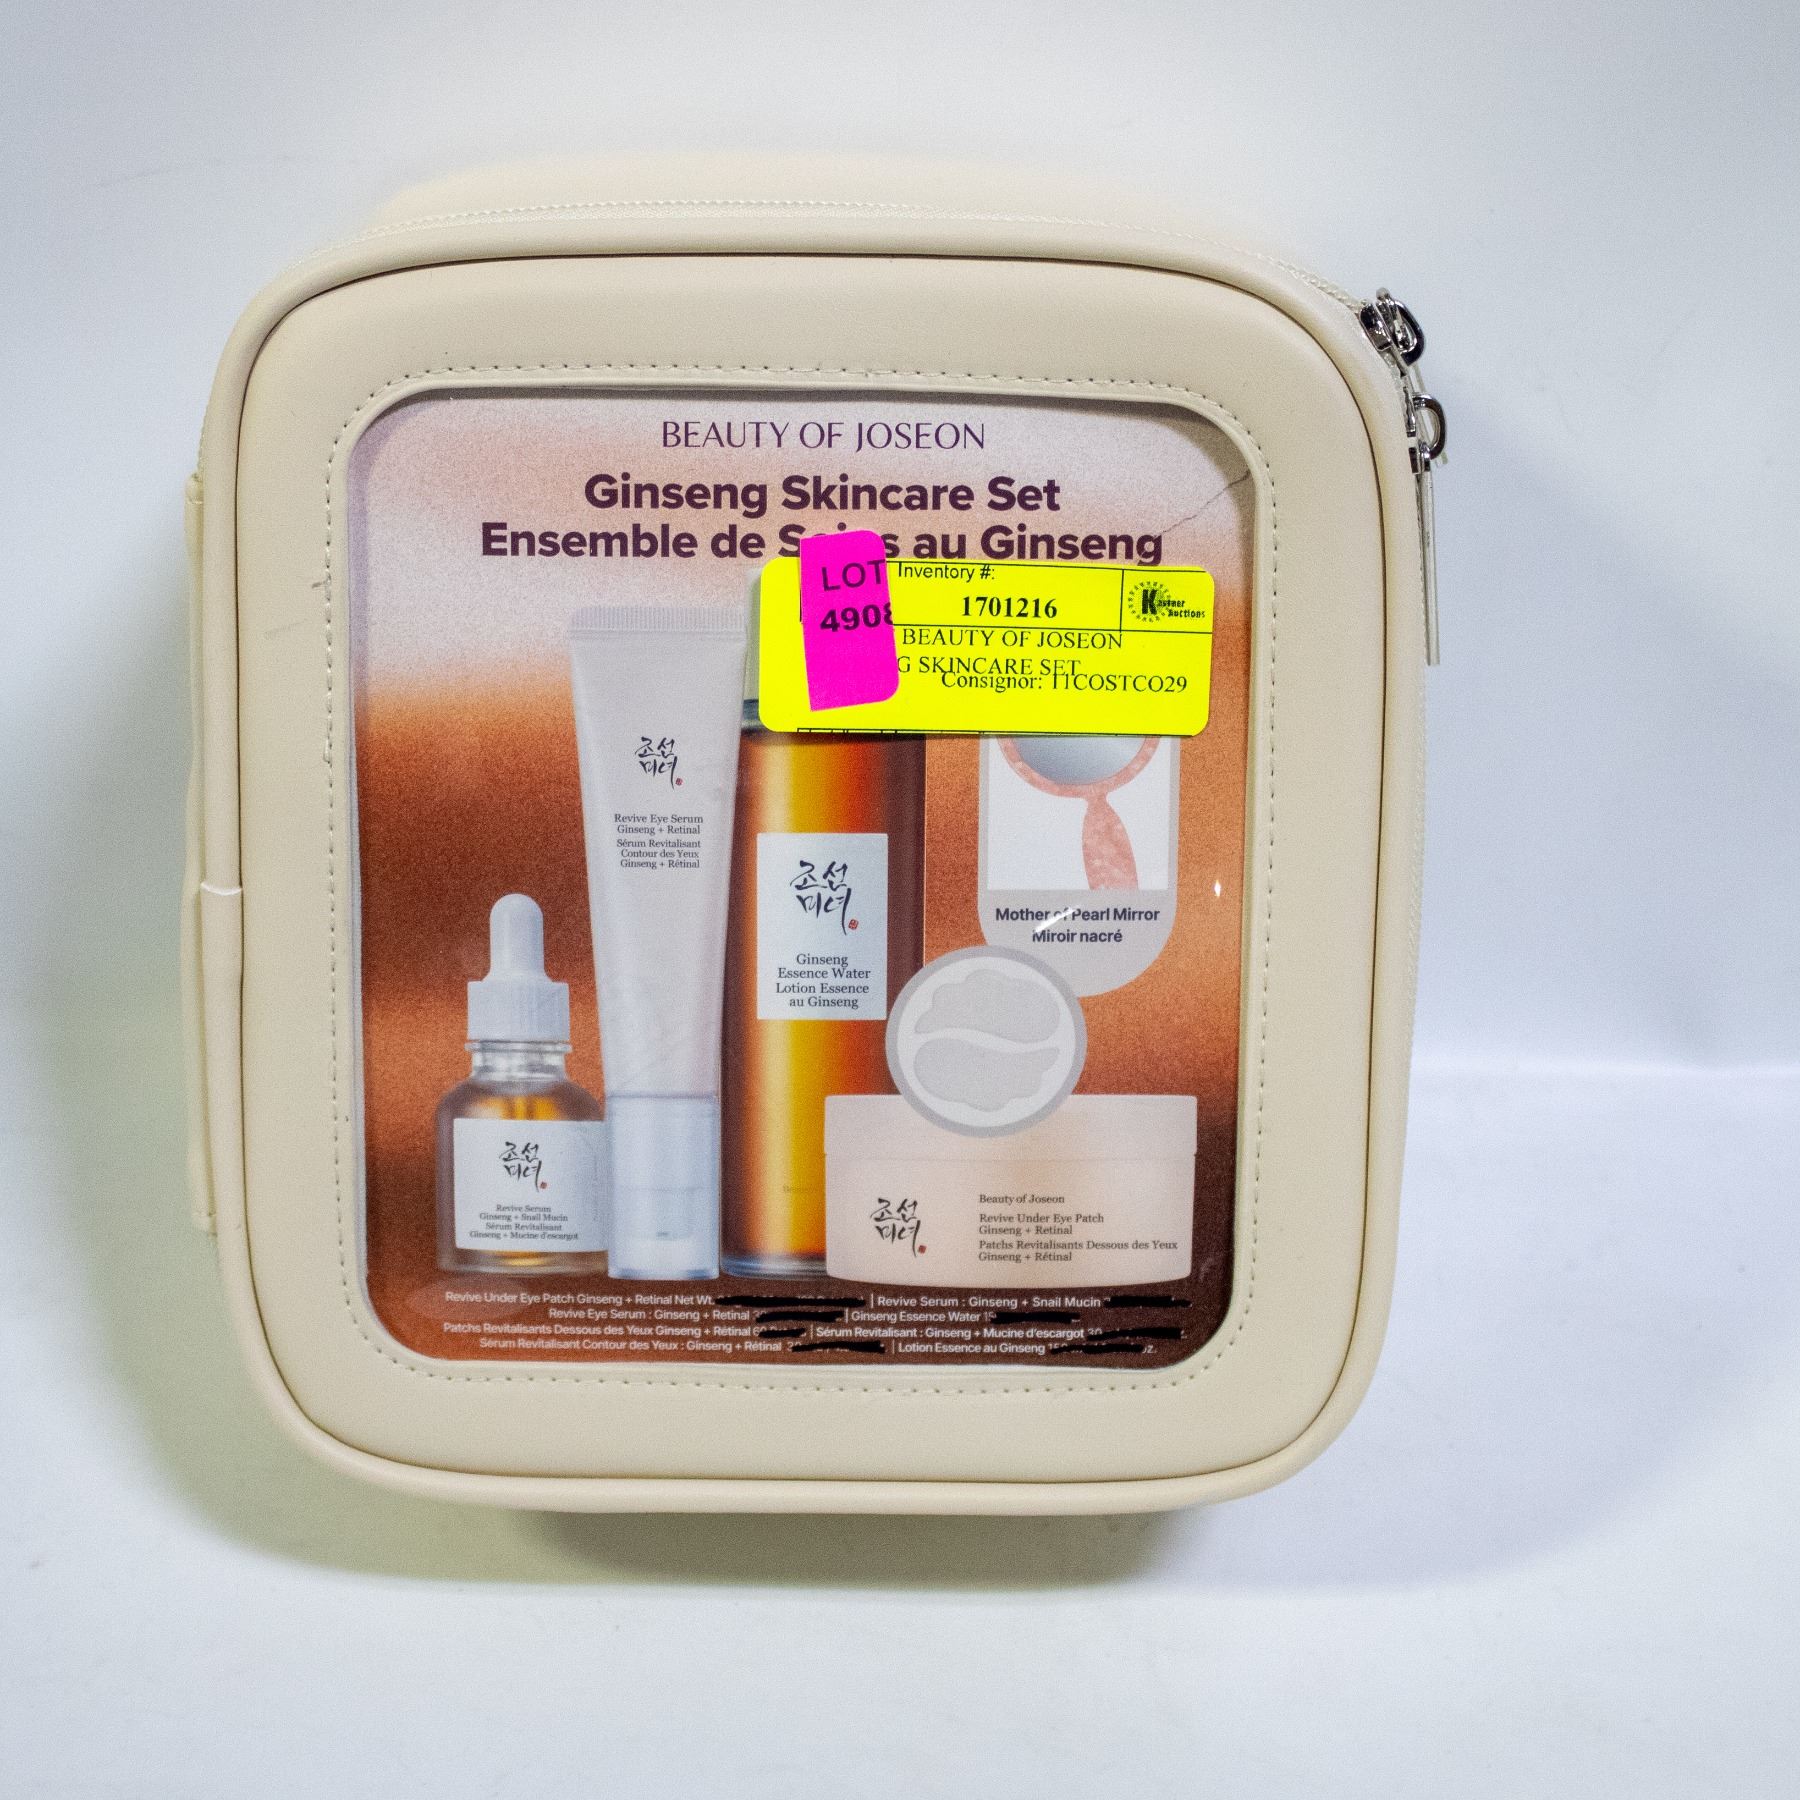 BEAUTY OF JOSEON
Ginseng Skincare Set
Ensemble de au Ginseng
LOT
4908
Inventory #:
1701216
Kastner
Auctions
BEAUTY OF JOSEON
G SKINCARE SET
Consignor: 11COSTCO29
조선
미녀
Revive Eye Serum
Ginseng + Retinal
Sérum Revitalisant
Contour des Yeux
Ginseng + Rétinal
조선
미녀
Ginseng
Essence Water
Lotion Essence
au Ginseng
Mother of Pearl Mirror
Miroir nacré
조선
미녀
Revive Serum
Ginseng + Snail Mucin
Sérum Revitalisant
Ginseng + Mucine d'escargot
조선
미녀
Beauty of Joseon
Revive Under Eye Patch
Ginseng + Retinal
Patchs Revitalisants Dessous des Yeux
Ginseng + Rétinal
Revive Under Eye Patch Ginseng + Retinal Net Wt. | Revive Serum : Ginseng + Snail Mucin
Revive Eye Serum : Ginseng + Retinal | Ginseng Essence Water
Patchs Revitalisants Dessous des Yeux Ginseng + Rétinal | Sérum Revitalisant : Ginseng + Mucine d'escargot 30
Sérum Revitalisant Contour des Yeux : Ginseng + Rétinal | Lotion Essence au Ginseng oz.